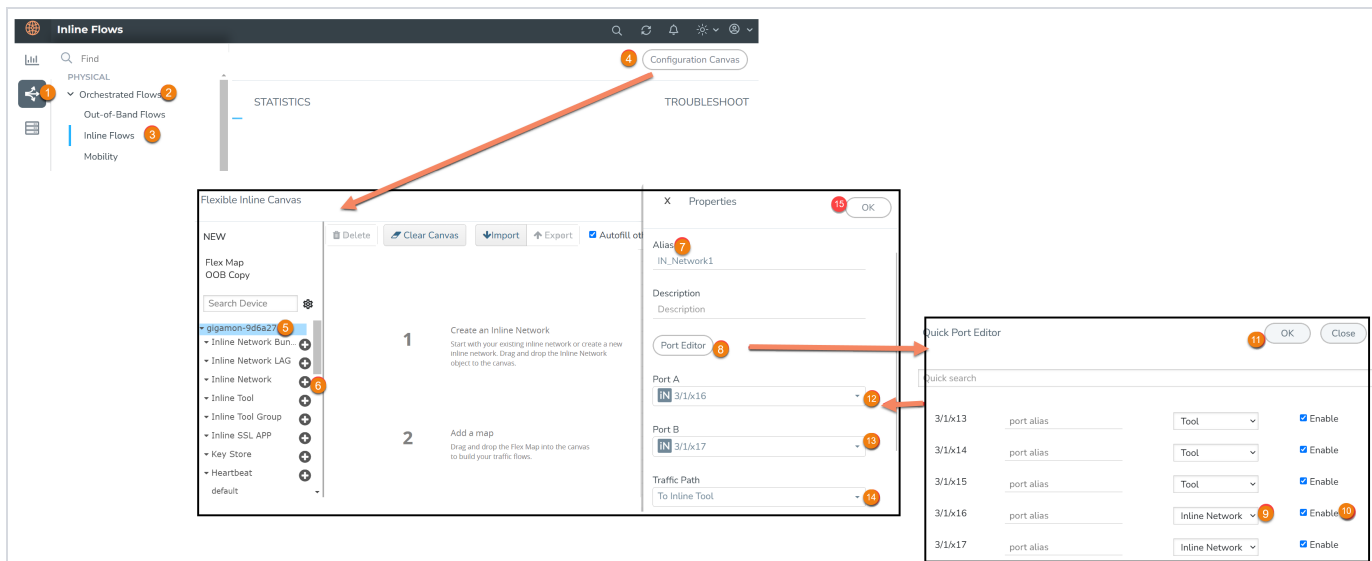 Inline Flows
Find
4 Configuration Canvas
PHYSICAL
1 Orchestrated Flows 2
STATISTICS TROUBLESHOOT
Out-of-Band Flows
Inline Flows 3
Mobility
Flexible Inline Canvas
NEW
Flex Map
OOB Copy
Search Device
gigamon-9d6a27 5
Inline Network Bun...
Inline Network LAG
Inline Network 6
Inline Tool
Inline Tool Group
Inline SSL APP
Key Store
Heartbeat
default
Delete Clear Canvas Import Export Autofill ot
1 Create an Inline Network
Start with your existing inline network or create a new
inline network. Drag and drop the Inline Network
object to the canvas.
2 Add a map
Drag and drop the Flex Map into the canvas
to build your traffic flows.
X Properties 15 OK
Alias 7
IN_Network1
Description
Description
Port Editor 8
Port A
iN 3/1/x16 12
Port B
iN 3/1/x17 13
Traffic Path
To Inline Tool 14
Quick Port Editor 11 OK Close
Quick search
3/1/x13 port alias Tool Enable
3/1/x14 port alias Tool Enable
3/1/x15 port alias Tool Enable
3/1/x16 port alias Inline Network 9 Enable 10
3/1/x17 port alias Inline Network Enable